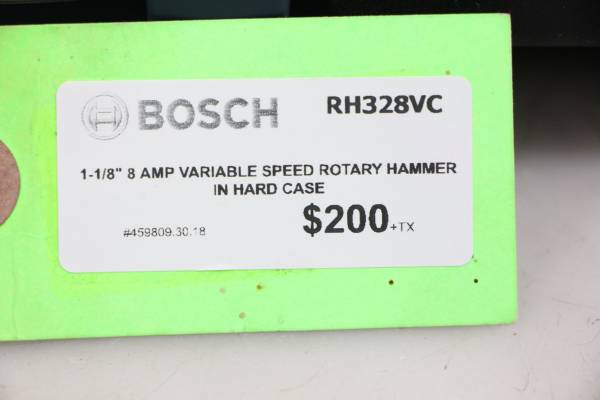 BOSCH RH328VC
1-1/8" 8 AMP VARIABLE SPEED ROTARY HAMMER
IN HARD CASE
#459809.30.18 $200+TX